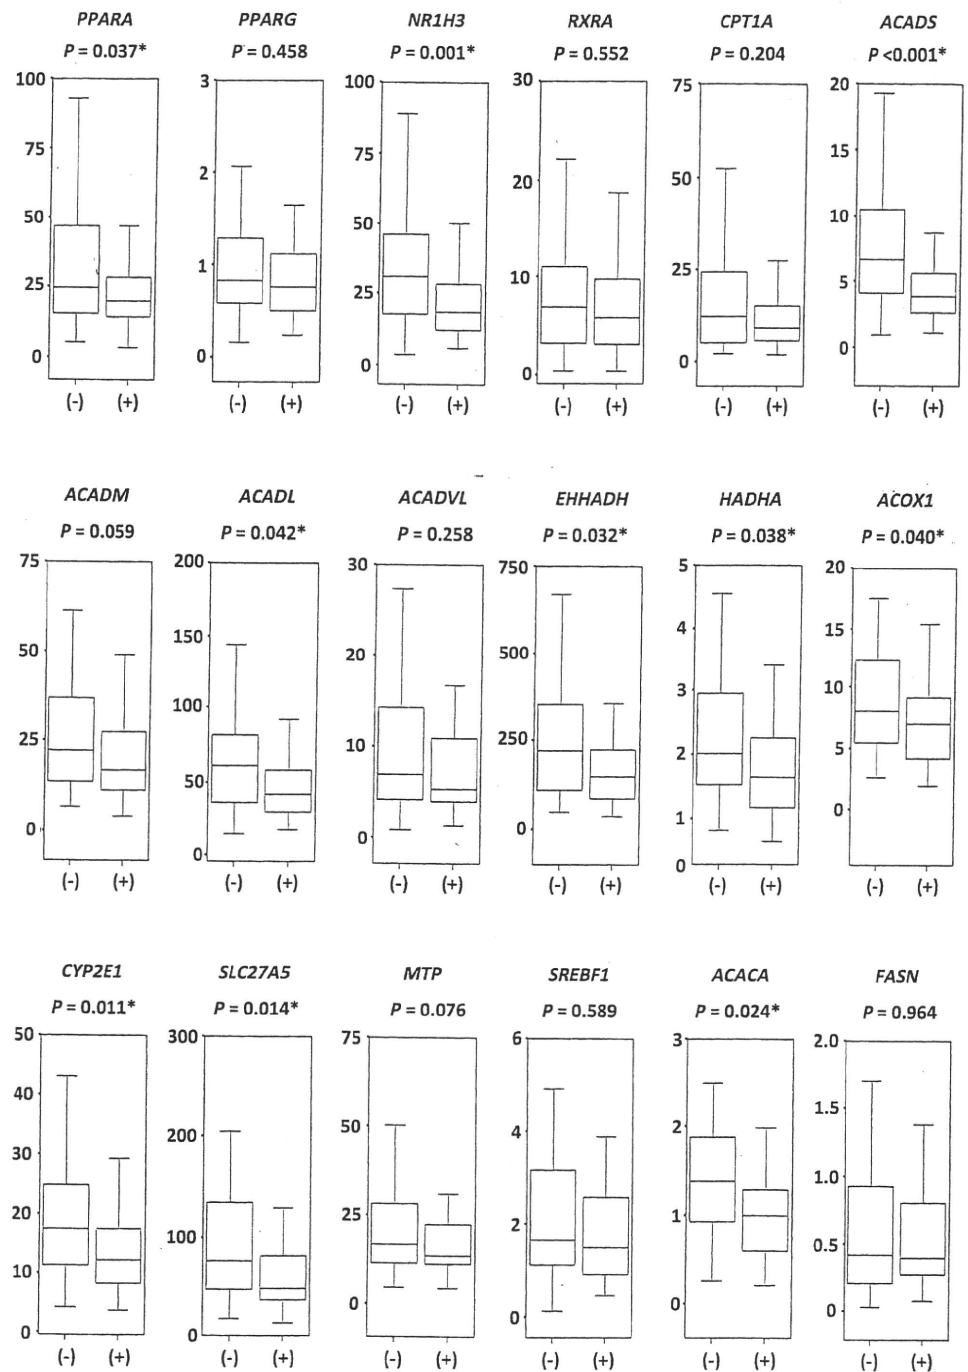 PPARA PPARG NR1H3 RXRA CPT1A ACADS
P = 0.037* P = 0.458 P = 0.001* P = 0.552 P = 0.204 P <0.001*
100 3 100 30 75 20
75 2 75 20 50 15
50 1 50 10 25 10
25 0 25 0 0 5
0 0 0
(-) (+) (-) (+) (-) (+) (-) (+) (-) (+) (-) (+)
ACADM ACADL ACADVL EHHADH HADHA ACOX1
P = 0.059 P = 0.042* P = 0.258 P = 0.032* P = 0.038* P = 0.040*
75 200 30 750 5 20
50 150 20 500 4 15
25 100 10 250 3 10
0 50 0 0 2 5
0 1 0
0
(-) (+) (-) (+) (-) (+) (-) (+) (-) (+) (-) (+)
CYP2E1 SLC27A5 MTP SREBF1 ACACA FASN
P = 0.011* P = 0.014* P = 0.076 P = 0.589 P = 0.024* P = 0.964
50 300 75 6 3 2.0
40 200 50 4 2 1.5
30 100 25 2 1 1.0
20 0 0 0 0 0.5
10 0
0
(-) (+) (-) (+) (-) (+) (-) (+) (-) (+) (-) (+)